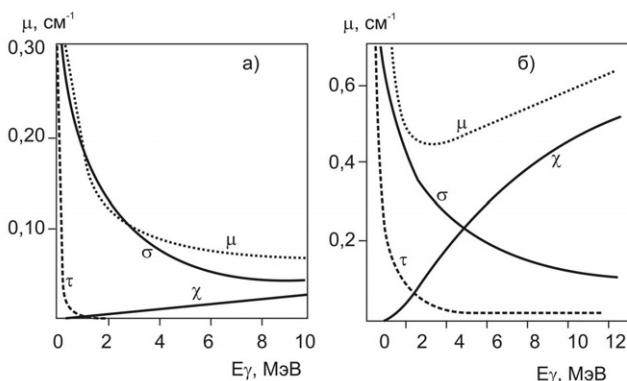 μ, см⁻¹
0,30
0,20
0,10
а)
τ
σ
μ
χ
0 2 4 6 8 10
Eγ, МэВ
μ, см⁻¹
0,6
0,4
0,2
б)
μ
χ
σ
τ
0 2 4 6 8 10 12
Eγ, МэВ